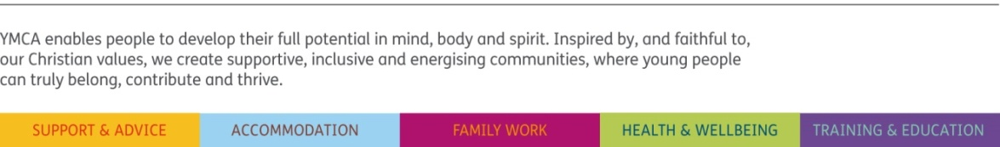 YMCA enables people to develop their full potential in mind, body and spirit. Inspired by, and faithful to,
our Christian values, we create supportive, inclusive and energising communities, where young people
can truly belong, contribute and thrive.
SUPPORT & ADVICE ACCOMMODATION FAMILY WORK HEALTH & WELLBEING TRAINING & EDUCATION